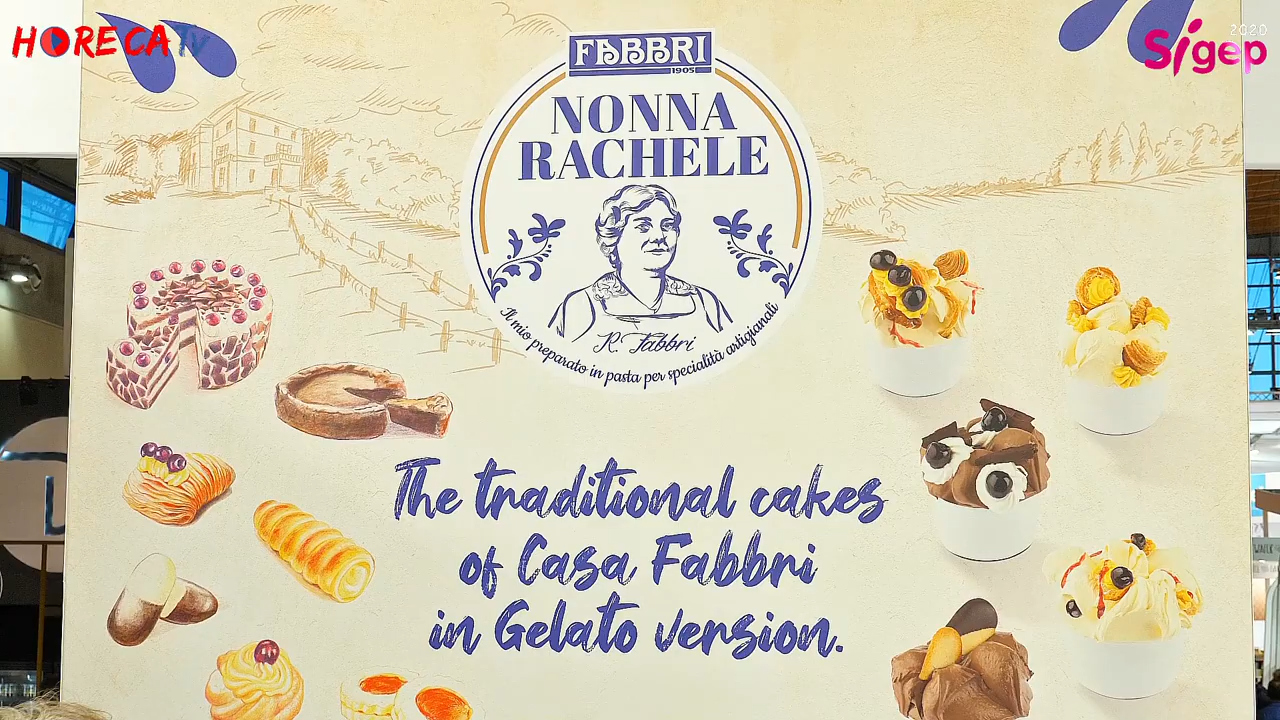 HORECA Tv
2020
Sigep
FABBRI
1905
NONNA
RACHELE
R. Fabbri
Il mio preparato in pasta per specialità artigianali
The traditional cakes
of Casa Fabbri
in Gelato version.